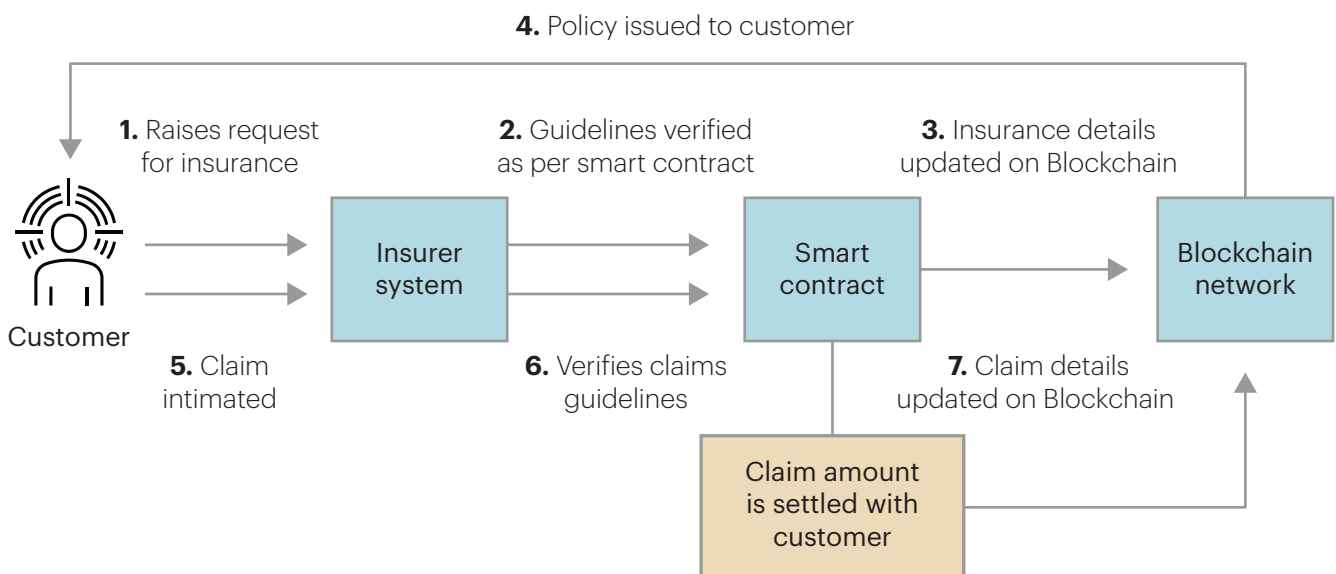 4. Policy issued to customer
1. Raises request
for insurance
2. Guidelines verified
as per smart contract
3. Insurance details
updated on Blockchain
Customer
Insurer
system
Smart
contract
Blockchain
network
5. Claim
intimated
6. Verifies claims
guidelines
7. Claim details
updated on Blockchain
Claim amount
is settled with
customer